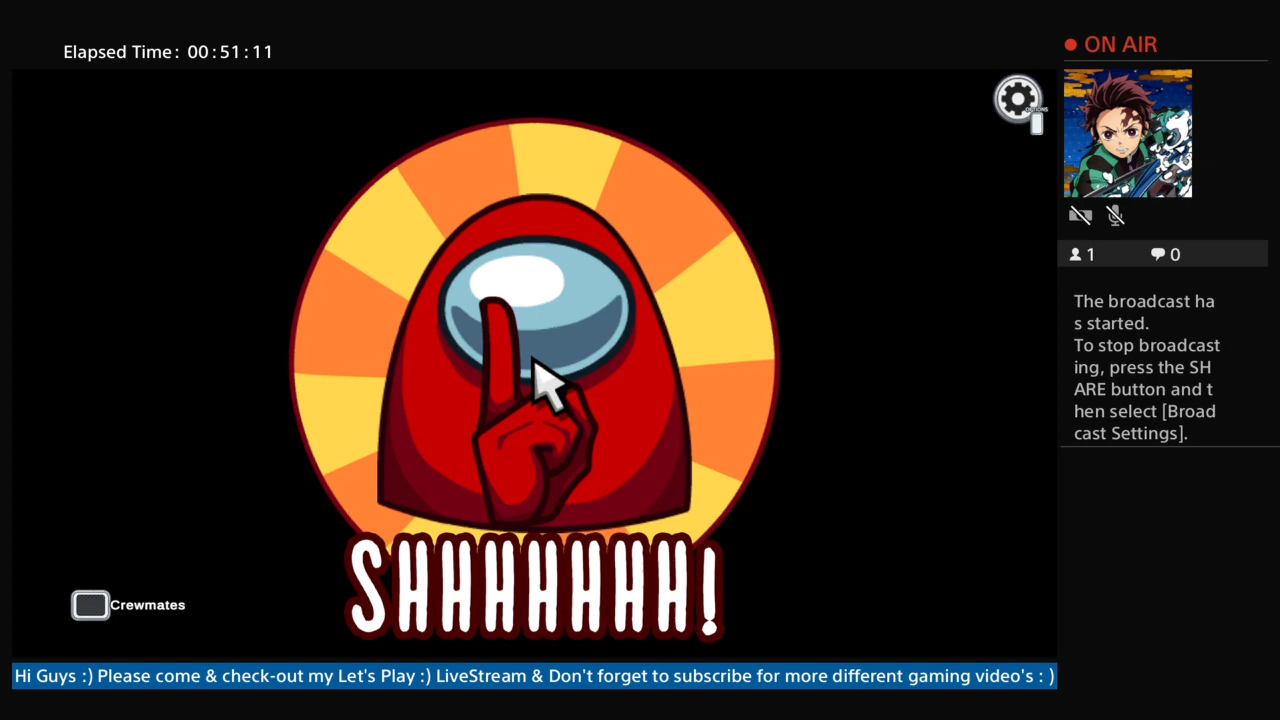 Elapsed Time: 00:51:11
ON AIR
OPTIONS
1 0
The broadcast ha
s started.
To stop broadcast
ing, press the SH
ARE button and t
hen select [Broad
cast Settings].
SHHHHHHH!
Crewmates
Hi Guys :) Please come & check-out my Let's Play :) LiveStream & Don't forget to subscribe for more different gaming video's : )